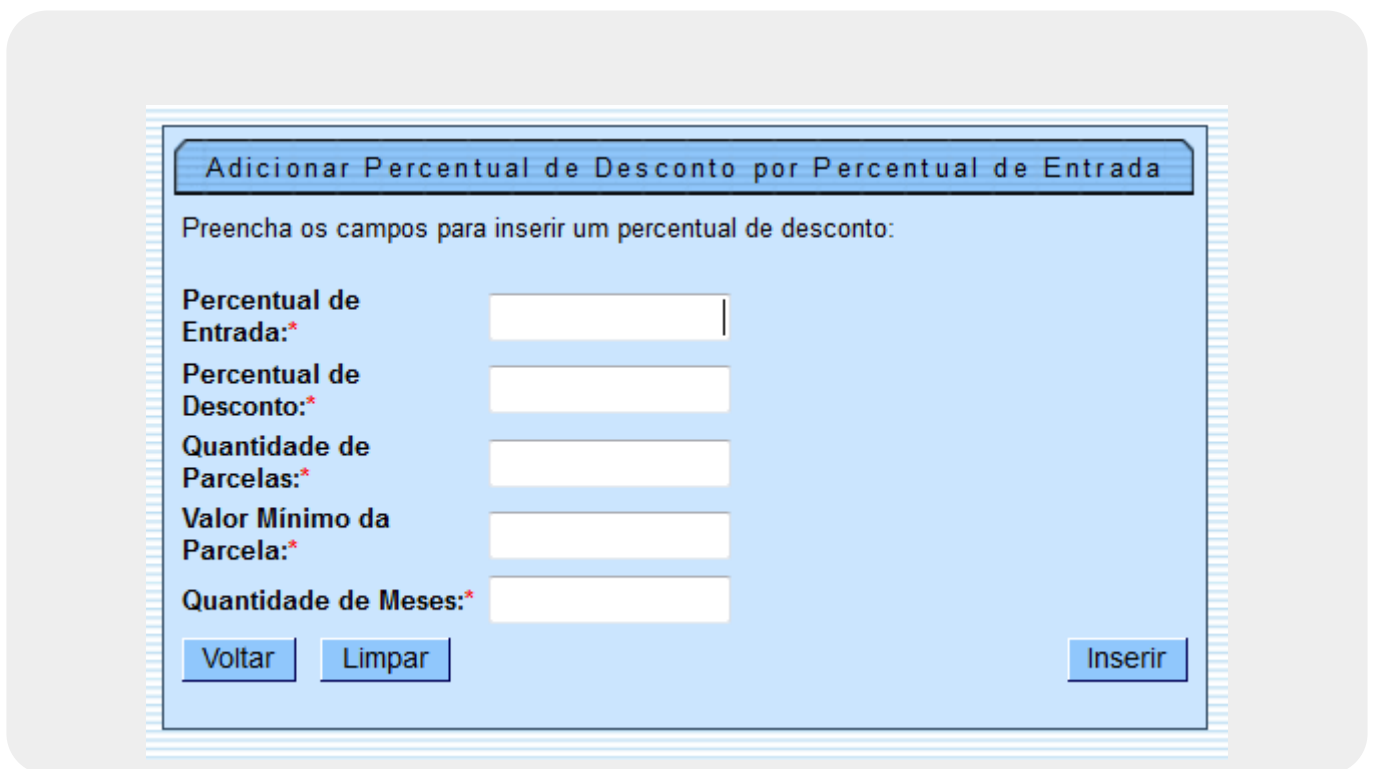 Adicionar Percentual de Desconto por Percentual de Entrada
Preencha os campos para inserir um percentual de desconto:
Percentual de
Entrada:*
Percentual de
Desconto:*
Quantidade de
Parcelas:*
Valor Mínimo da
Parcela:*
Quantidade de Meses:*
Voltar Limpar Inserir